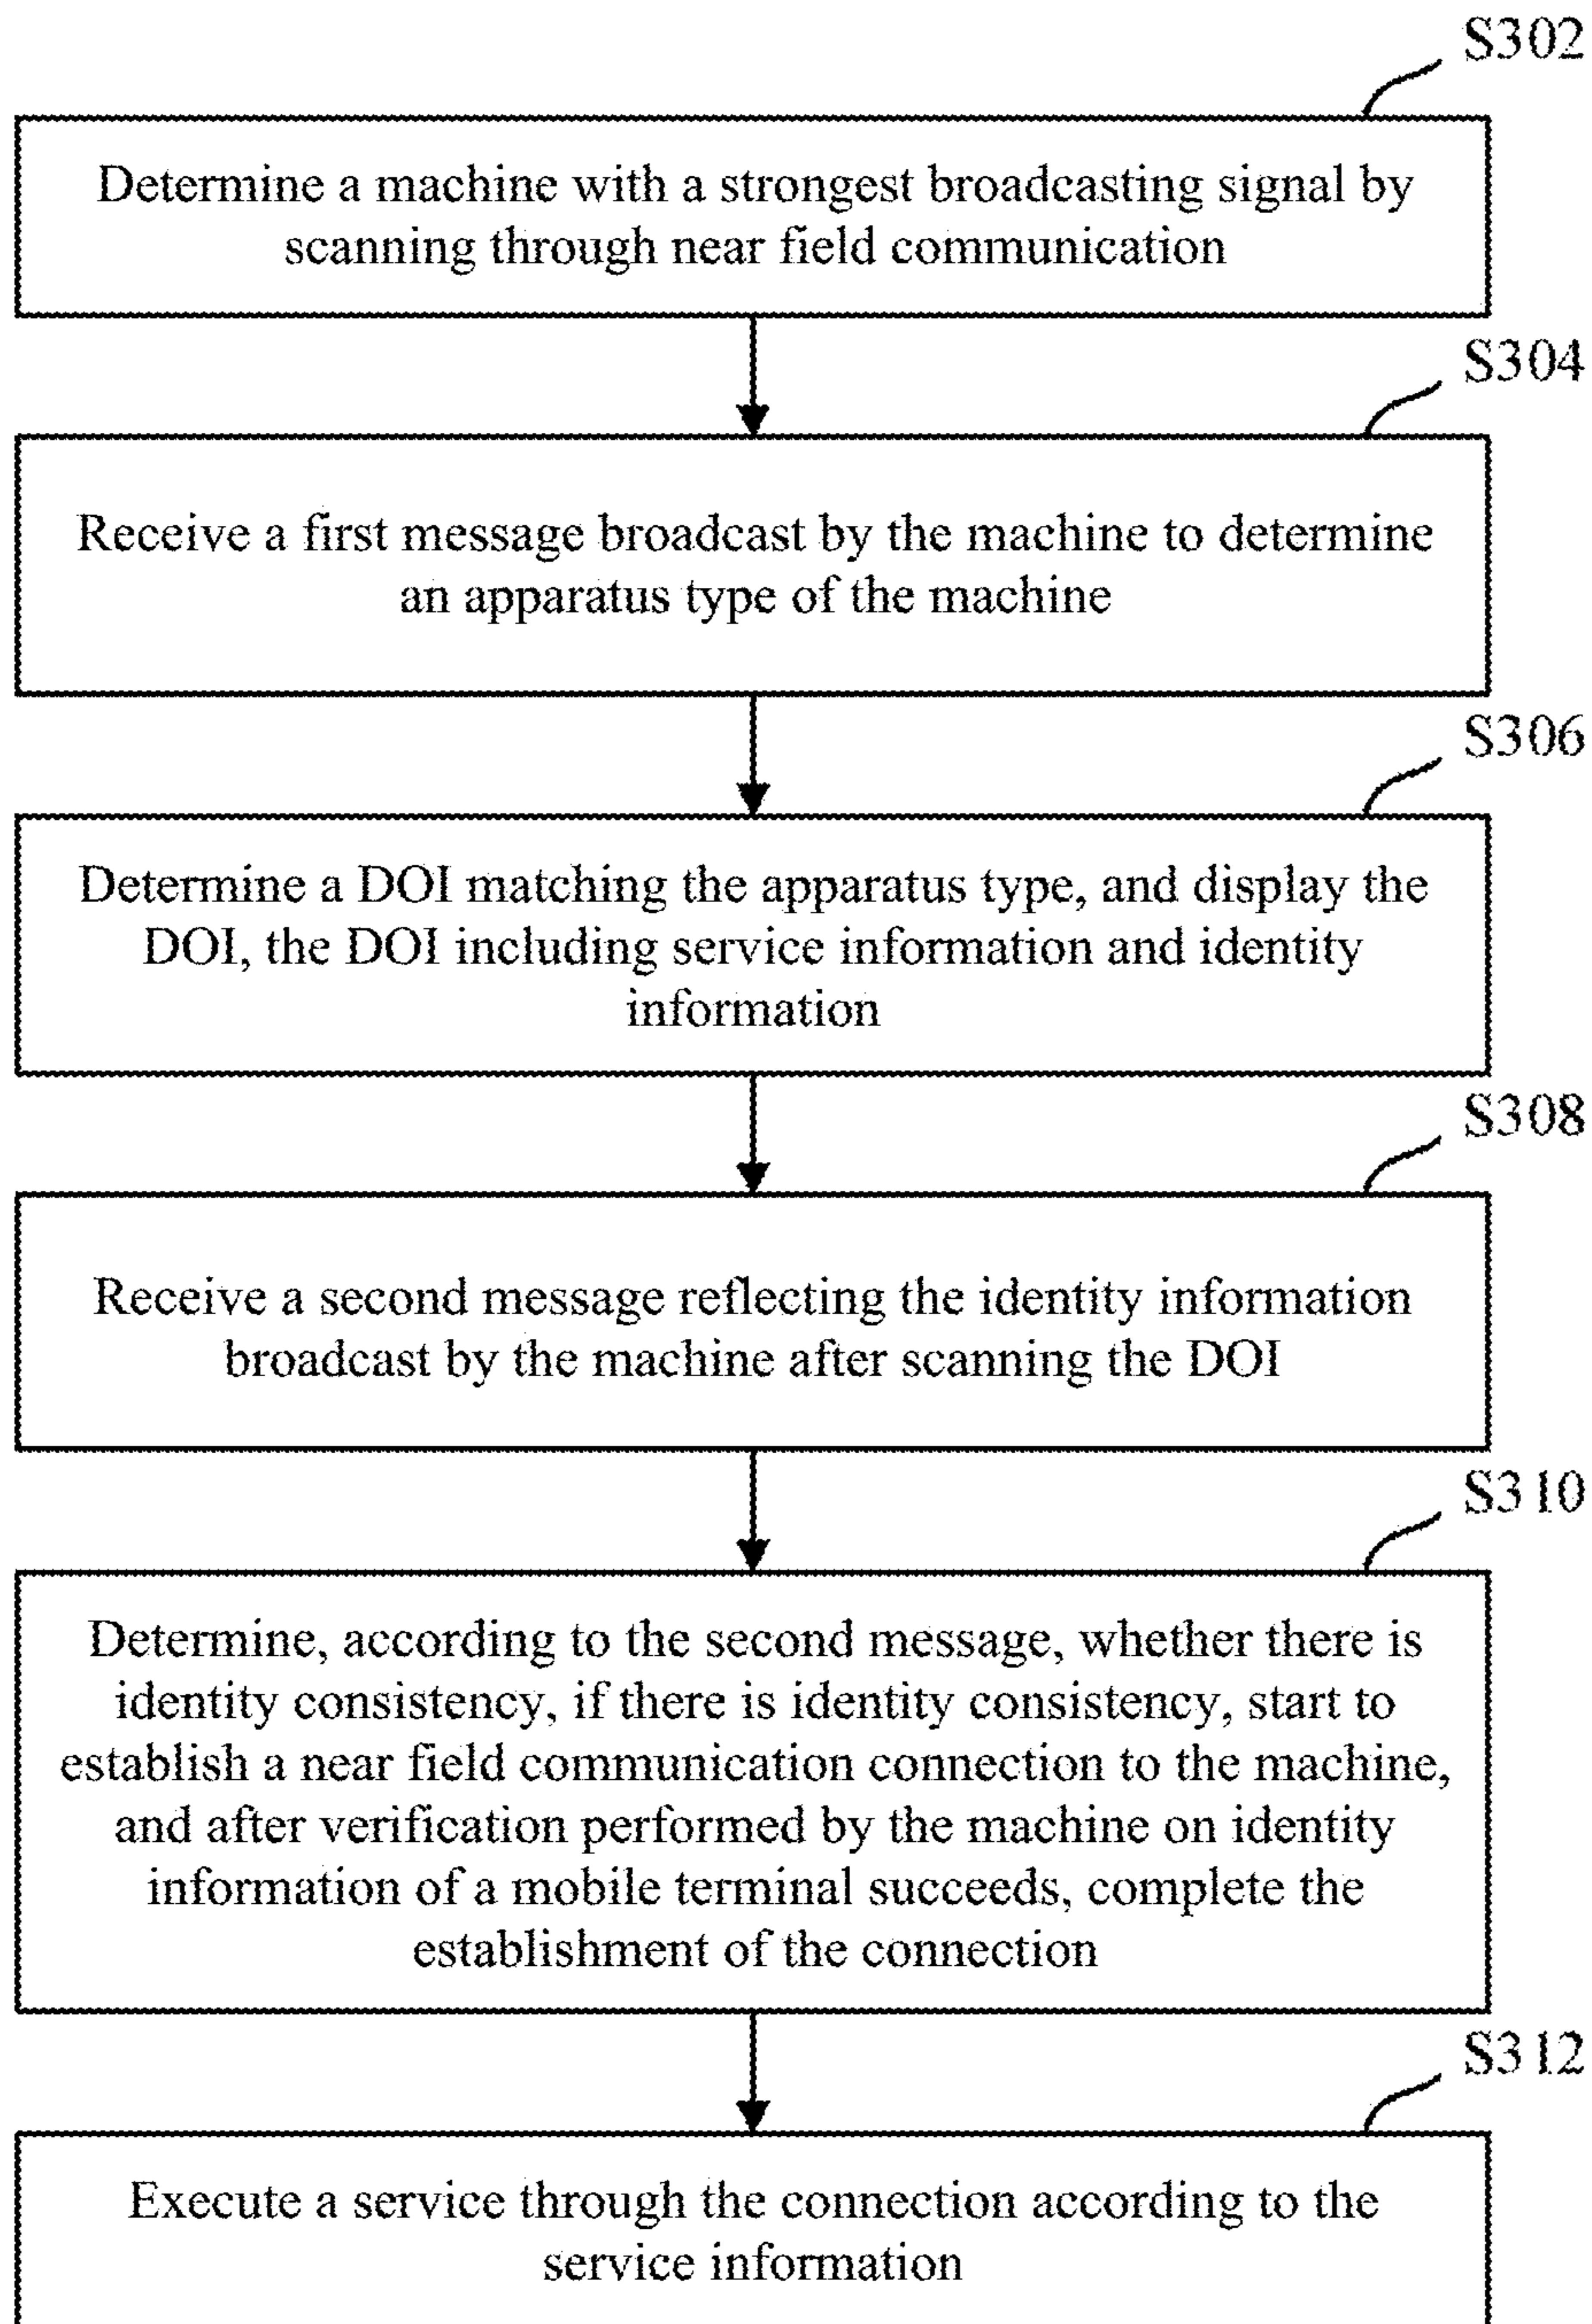 S302
Determine a machine with a strongest broadcasting signal by
scanning through near field communication
S304
Receive a first message broadcast by the machine to determine
an apparatus type of the machine
S306
Determine a DOI matching the apparatus type, and display the
DOI, the DOI including service information and identity
information
S308
Receive a second message reflecting the identity information
broadcast by the machine after scanning the DOI
S310
Determine, according to the second message, whether there is
identity consistency, if there is identity consistency, start to
establish a near field communication connection to the machine,
and after verification performed by the machine on identity
information of a mobile terminal succeeds, complete the
establishment of the connection
S312
Execute a service through the connection according to the
service information